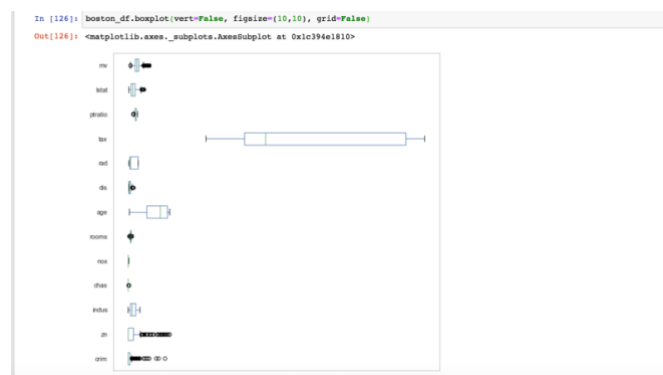 In [126]: boston_df.boxplot(vert=False, figsize=(10,10), grid=False)
Out[126]: <matplotlib.axes._subplots.AxesSubplot at 0x1c394e1810>
mv
lstat
ptratio
tax
rad
dis
age
rooms
nox
chas
indus
zn
crim